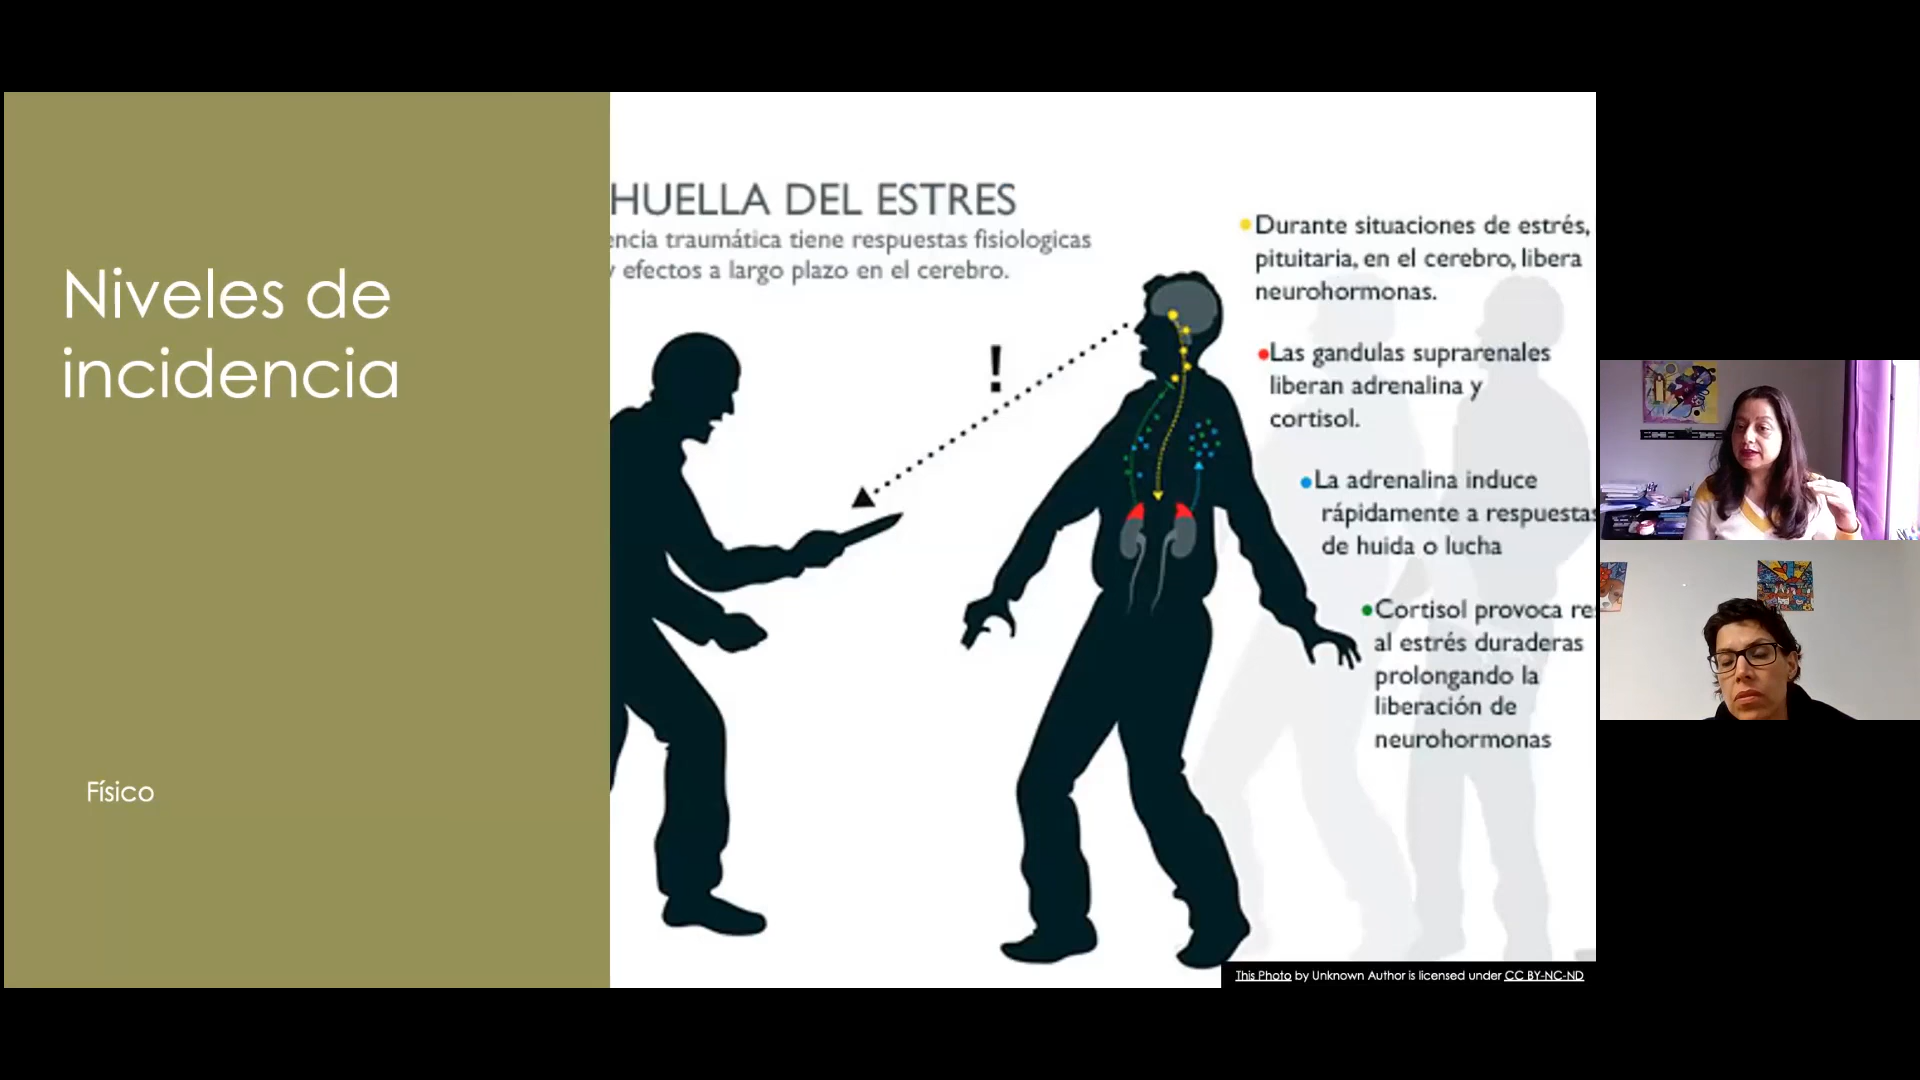 Niveles de
incidencia
Físico
HUELLA DEL ESTRES
encia traumática tiene respuestas fisiologicas
y efectos a largo plazo en el cerebro.
!
Durante situaciones de estrés,
pituitaria, en el cerebro, libera
neurohormonas.
Las gandulas suprarenales
liberan adrenalina y
cortisol.
La adrenalina induce
rápidamente a respuestas
de huida o lucha
Cortisol provoca re
al estrés duraderas
prolongando la
liberación de
neurohormonas
This Photo by Unknown Author is licensed under CC BY-NC-ND